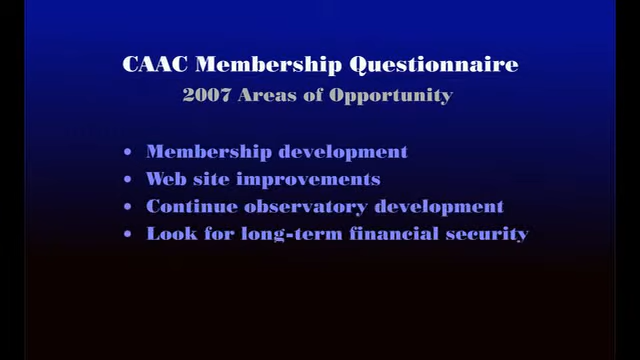 CAAC Membership Questionnaire
2007 Areas of Opportunity
• Membership development
• Web site improvements
• Continue observatory development
• Look for long-term financial security